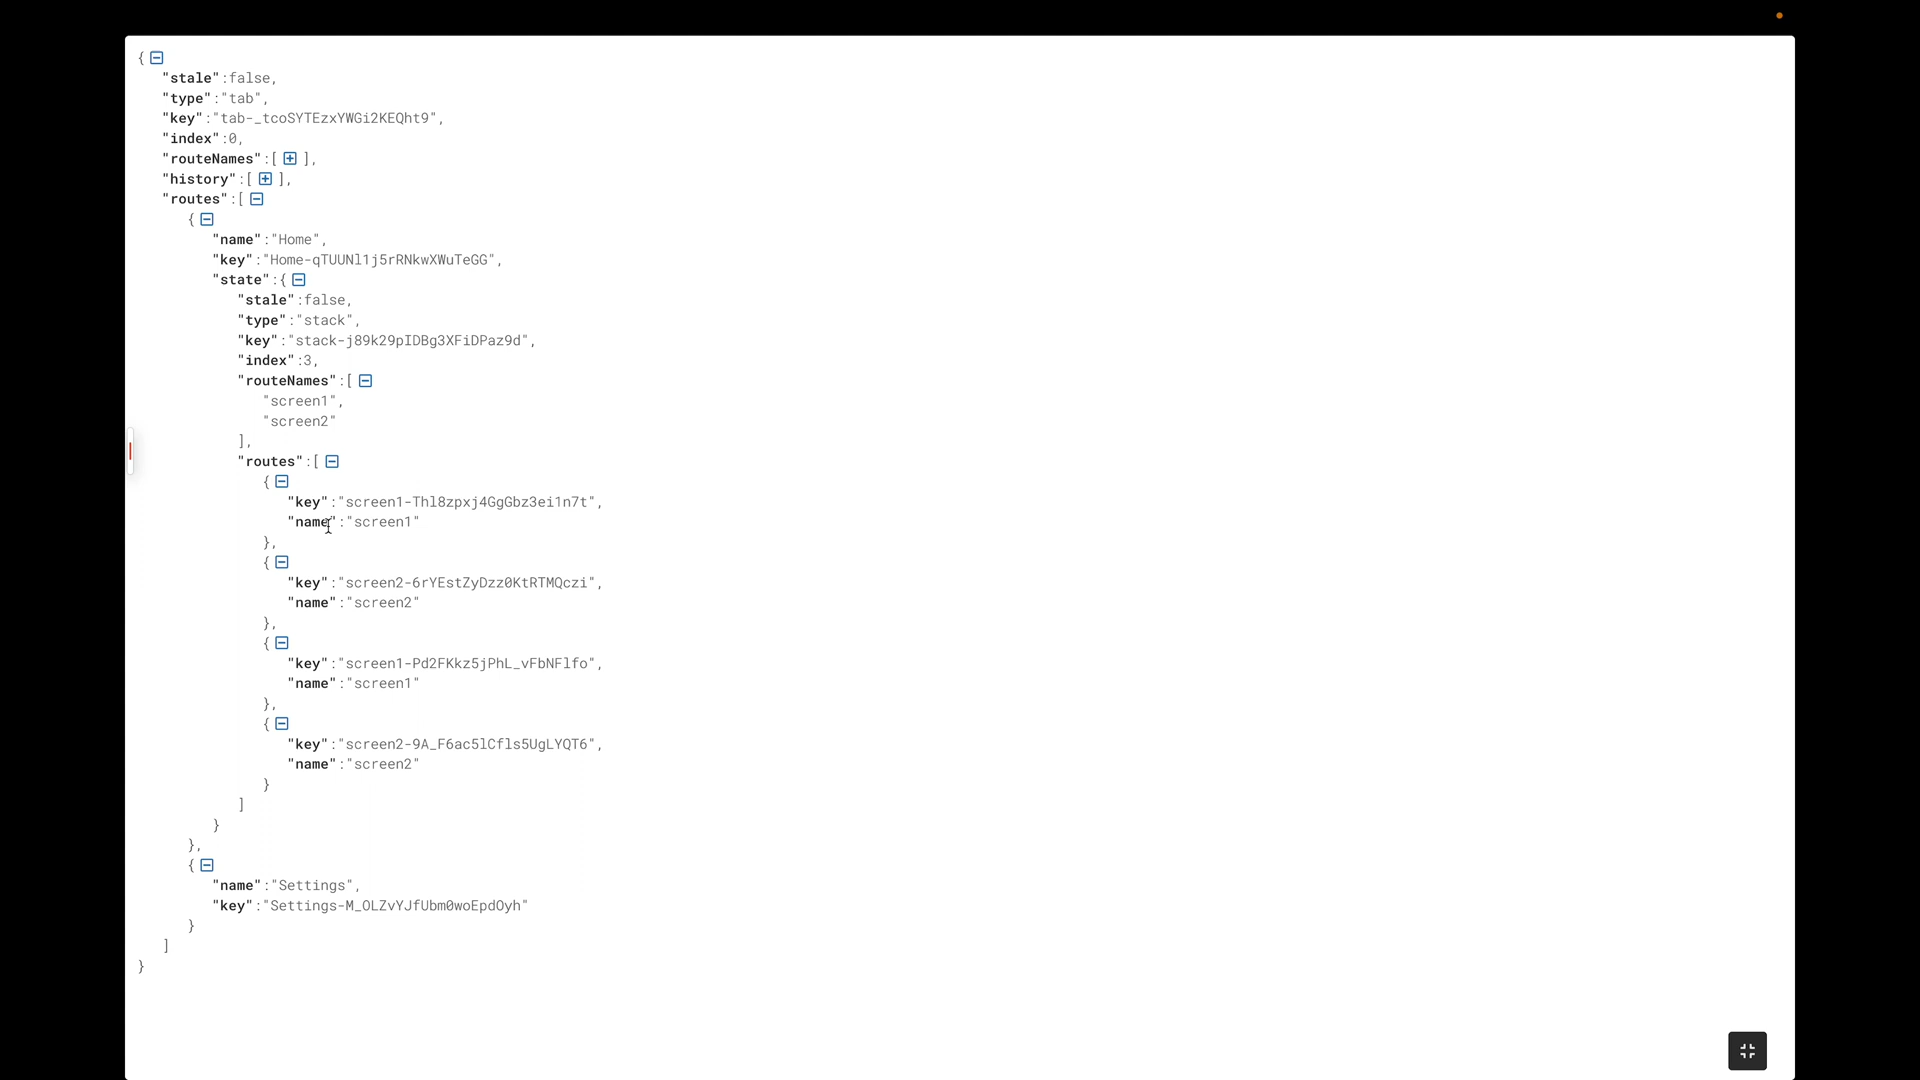 {
"stale":false,
"type":"tab",
"key":"tab-_tcoSYTEzxYWGi2KEQht9",
"index":0,
"routeNames":[ ],
"history":[ ],
"routes":[
{
"name":"Home",
"key":"Home-qTUUNl1j5rRNkwXWuTeGG",
"state":{
"stale":false,
"type":"stack",
"key":"stack-j89k29pIDBg3XFiDPaz9d",
"index":3,
"routeNames":[
"screen1",
"screen2"
],
"routes":[
{
"key":"screen1-Thl8zpxj4GgGbz3ei1n7t",
"name":"screen1"
},
{
"key":"screen2-6rYEstZyDzz0KtRTMQczi",
"name":"screen2"
},
{
"key":"screen1-Pd2FKkz5jPhL_vFbNFlfo",
"name":"screen1"
},
{
"key":"screen2-9A_F6ac5lCfls5UgLYQT6",
"name":"screen2"
}
]
}
},
{
"name":"Settings",
"key":"Settings-M_OLZvYJfUbm0woEpdOyh"
}
]
}